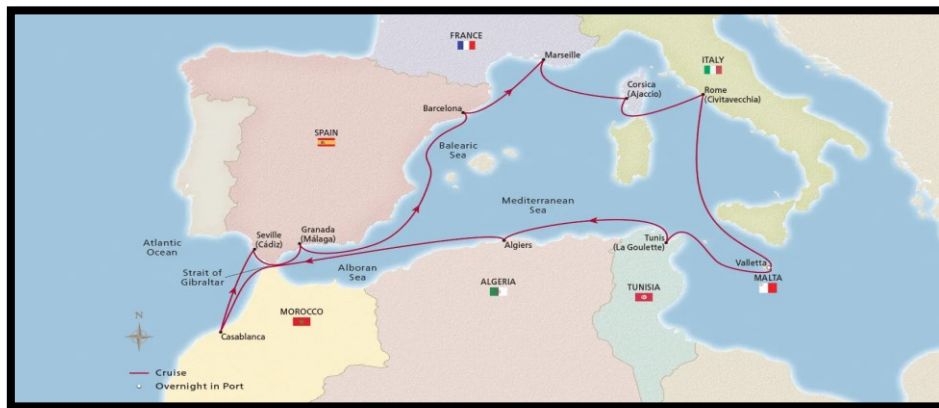 FRANCE
Marseille
ITALY
Corsica
(Ajaccio)
Rome
(Civitavecchia)
Barcelona
SPAIN
Balearic
Sea
Mediterranean
Sea
Seville
(Cádiz)
Granada
(Málaga)
Atlantic
Ocean
Strait of
Gibraltar
Alboran
Sea
Algiers
Tunis
(La Goulette)
Valletta
MALTA
ALGERIA
TUNISIA
MOROCCO
Casablanca
N
Cruise
Overnight in Port